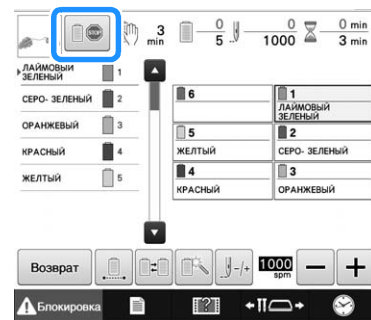 STOP
3
min
0
5
0
1000
0 min
3 min
ЛАЙМОВЫЙ
ЗЕЛЕНЫЙ
1
СЕРО- ЗЕЛЕНЫЙ 2
ОРАНЖЕВЫЙ 3
КРАСНЫЙ 4
ЖЕЛТЫЙ 5
6
1
ЛАЙМОВЫЙ
ЗЕЛЕНЫЙ
5
ЖЕЛТЫЙ
2
СЕРО- ЗЕЛЕНЫЙ
4
КРАСНЫЙ
3
ОРАНЖЕВЫЙ
Возврат
-/+
1000
spm
− +
Блокировка
?